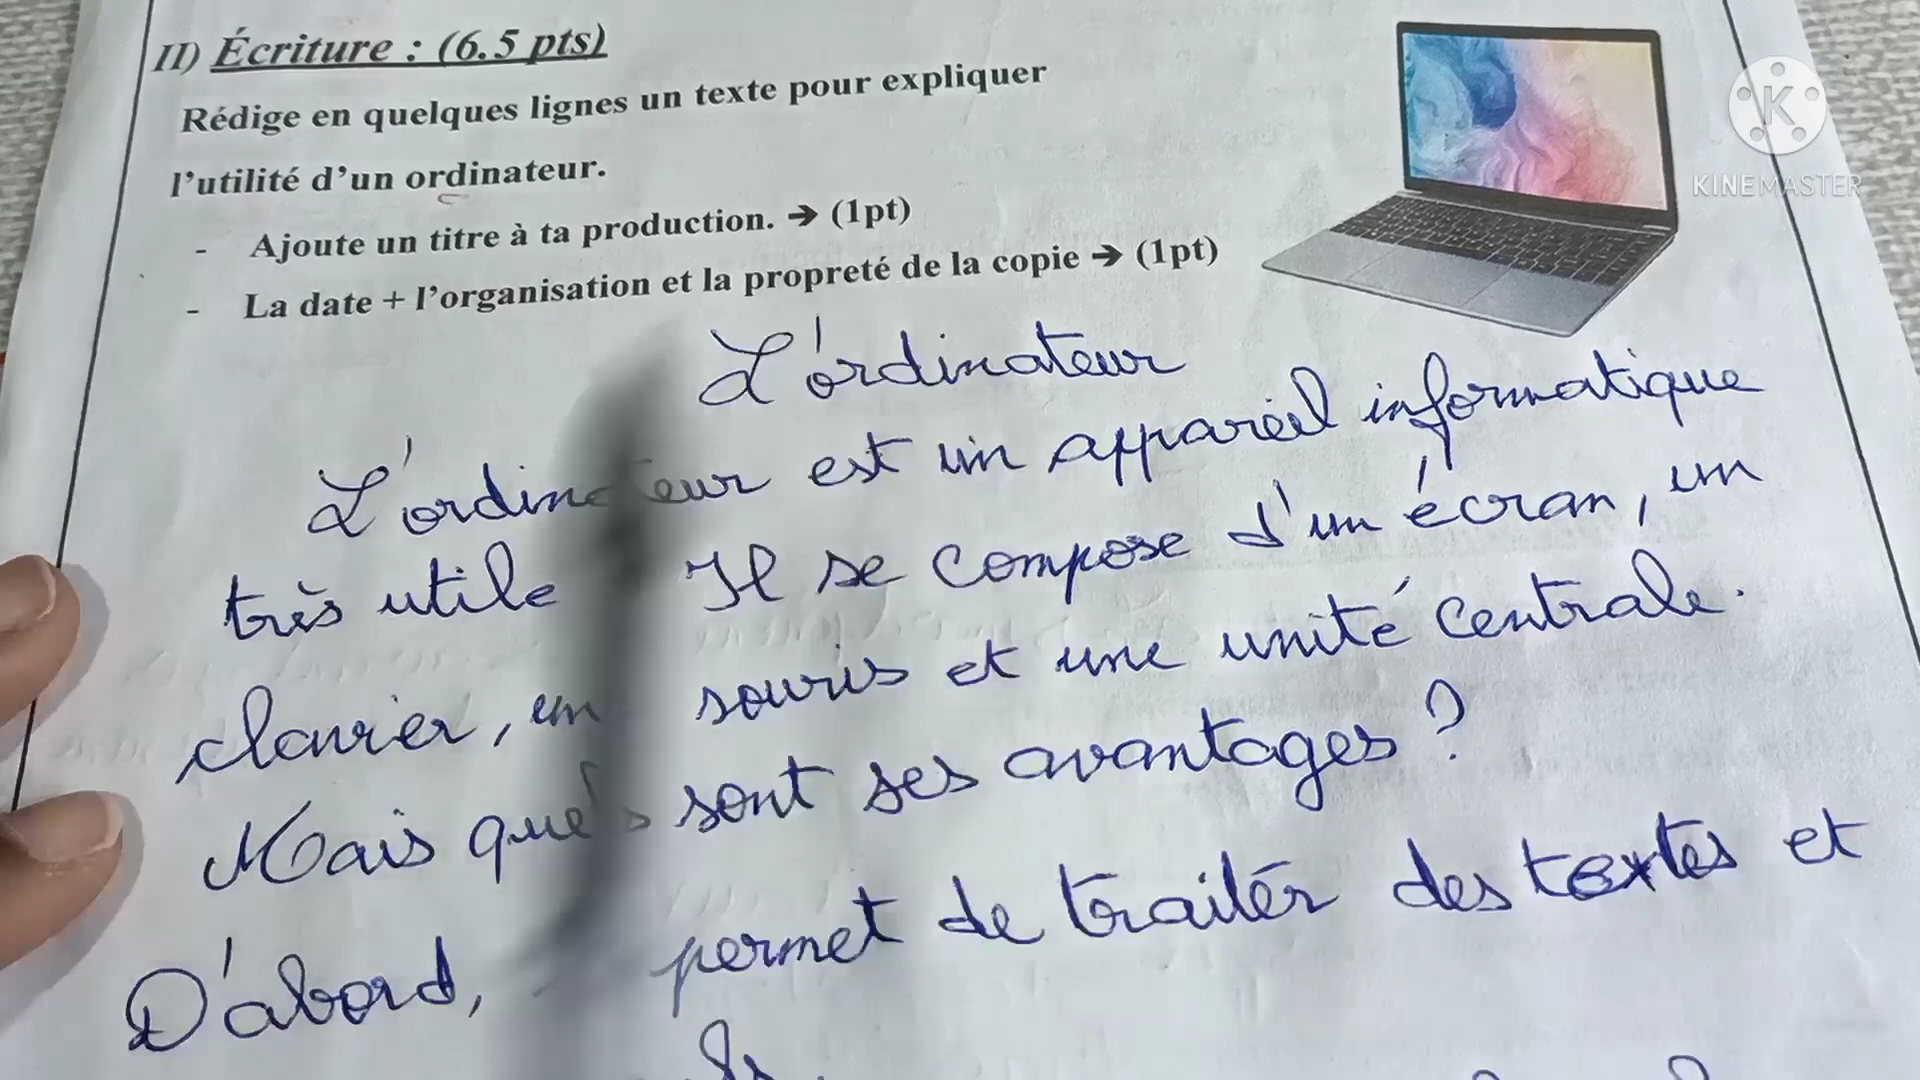 II) Écriture : (6.5 pts)
Rédige en quelques lignes un texte pour expliquer
l'utilité d'un ordinateur.
- Ajoute un titre à ta production. → (1pt)
- La date + l'organisation et la propreté de la copie → (1pt)
KINEMASTER
L'ordinateur
L'ordinateur est un appareil informatique
très utile Il se compose d'un écran, un
clavier, un souris et une unité centrale.
Mais quels sont ses avantages ?
D'abord, permet de traiter des textes et